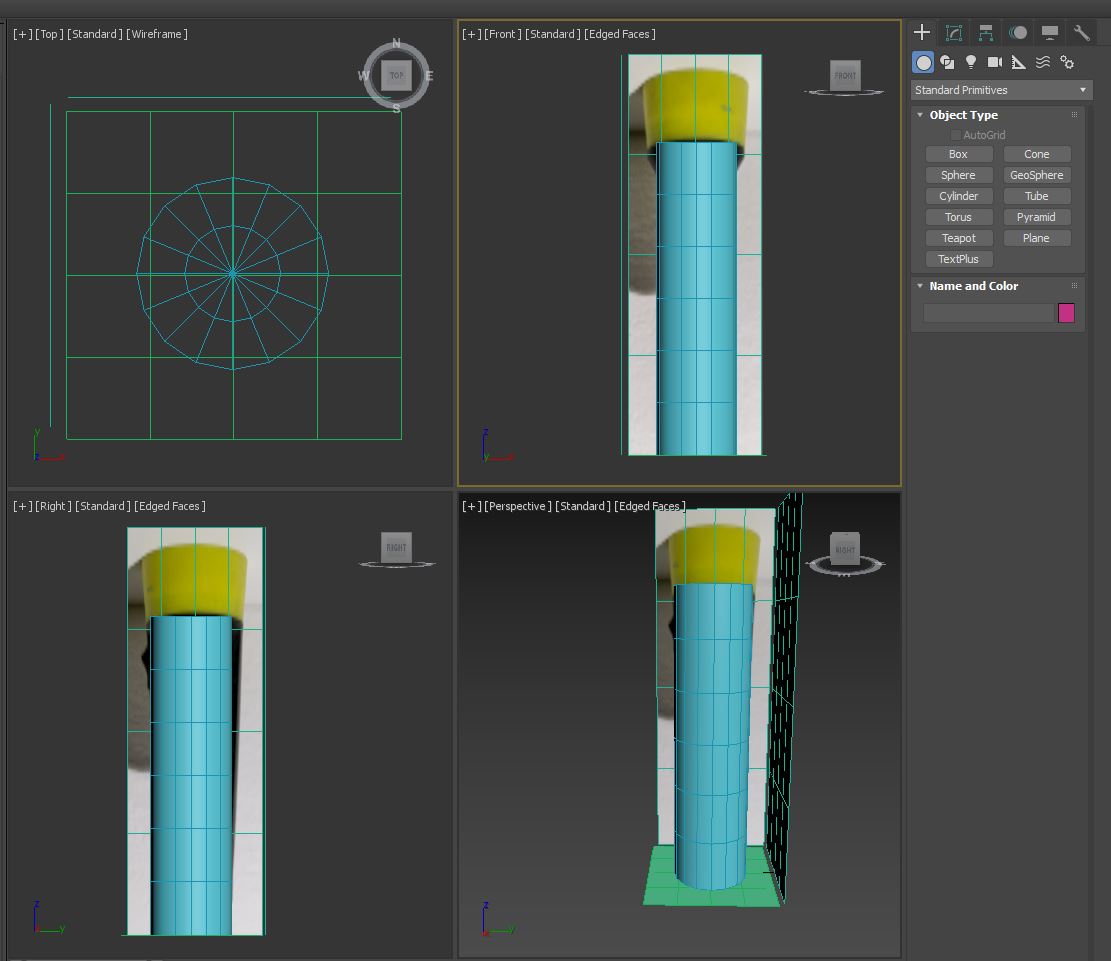 [+] [Top] [Standard] [Wireframe]
N
W TOP E
S
y
z x
[+] [Front] [Standard] [Edged Faces]
FRONT
z
y x
[+] [Right] [Standard] [Edged Faces]
RIGHT
z
x y
[+] [Perspective] [Standard] [Edged Faces]
RIGHT
z
x y
Standard Primitives
Object Type
AutoGrid
Box Cone
Sphere GeoSphere
Cylinder Tube
Torus Pyramid
Teapot Plane
TextPlus
Name and Color